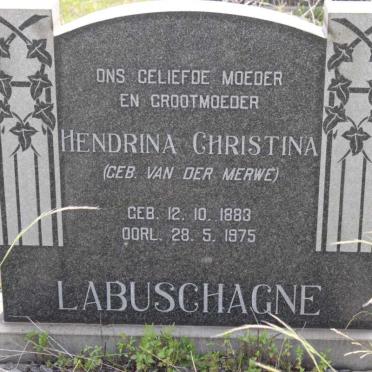 ONS GELIEFDE MOEDER
EN GROOTMOEDER
HENDRINA CHRISTINA
(GEB. VAN DER MERWE)
GEB. 12. 10. 1883
OORL. 28. 5. 1975
LABUSCHAGNE